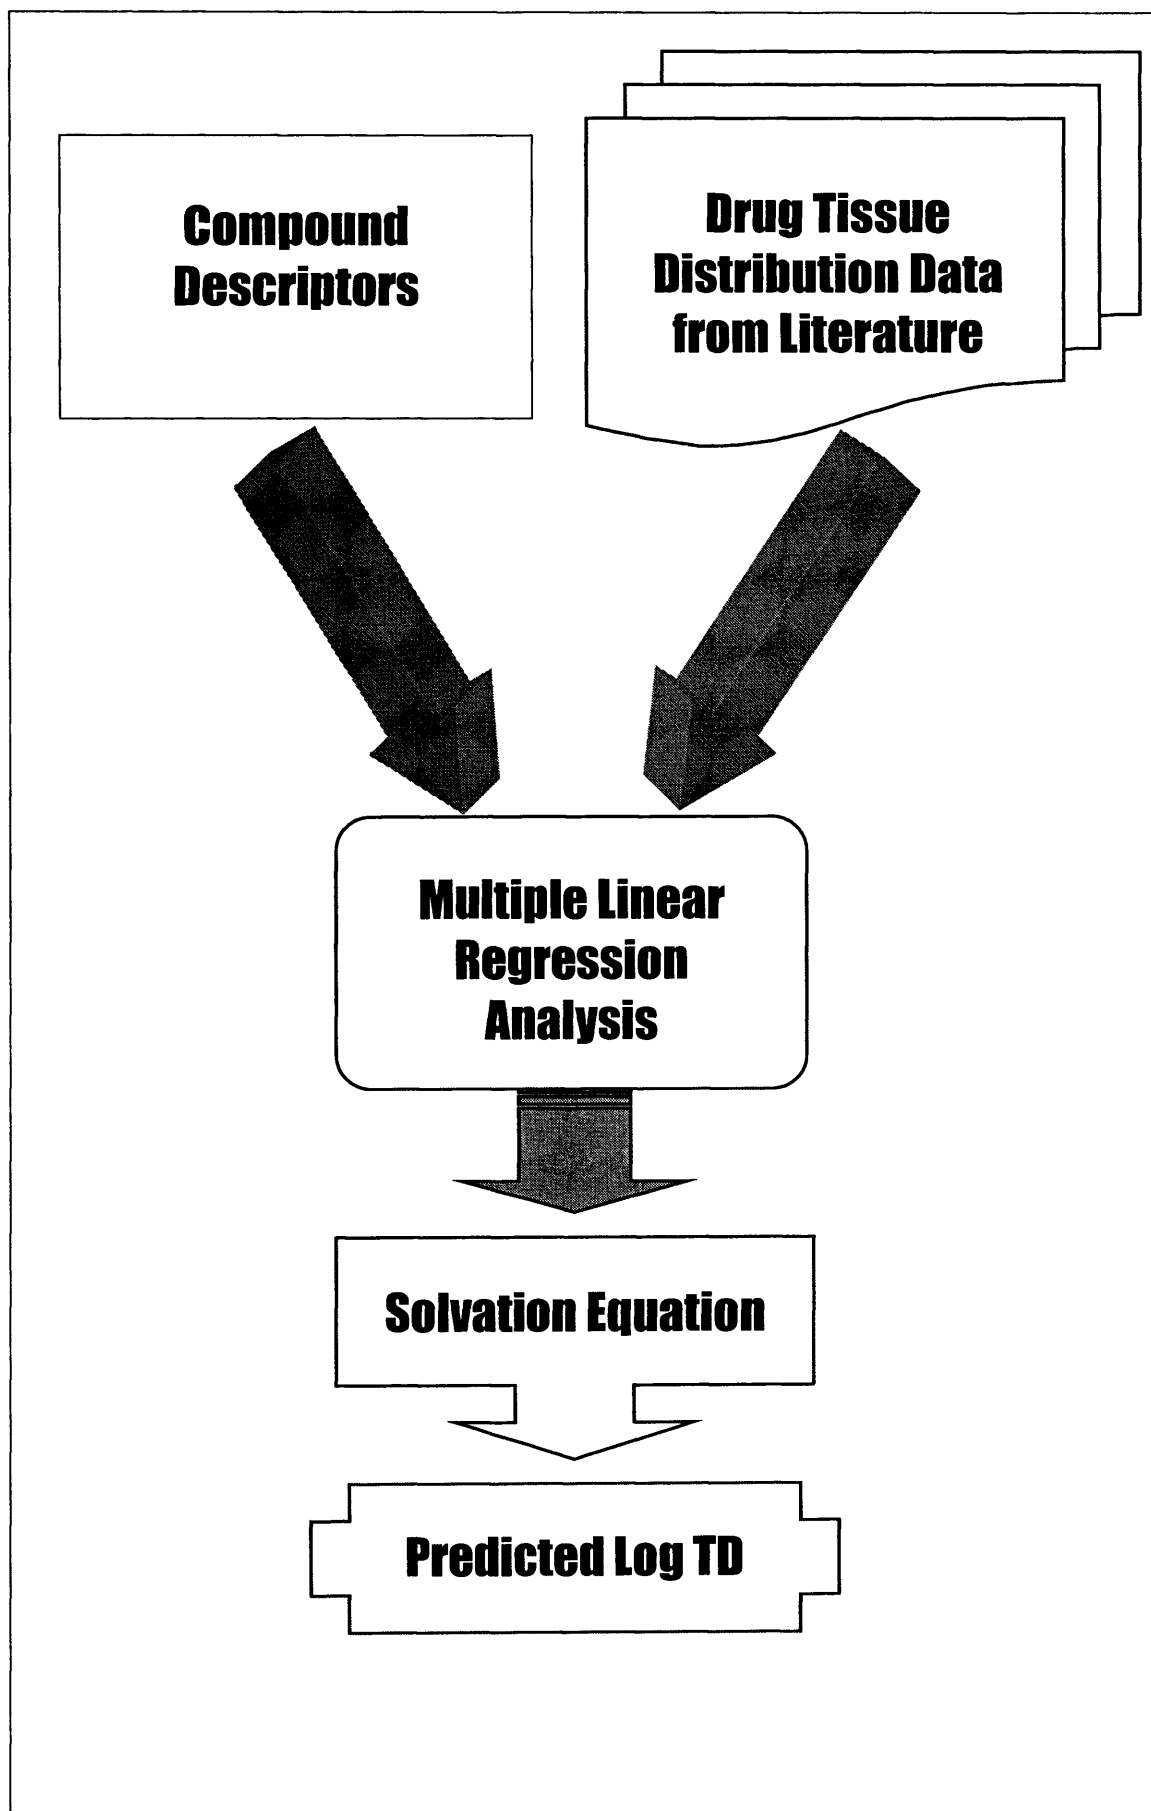 Compound
Descriptors
Drug Tissue
Distribution Data
from Literature
Multiple Linear
Regression
Analysis
Solvation Equation
Predicted Log TD